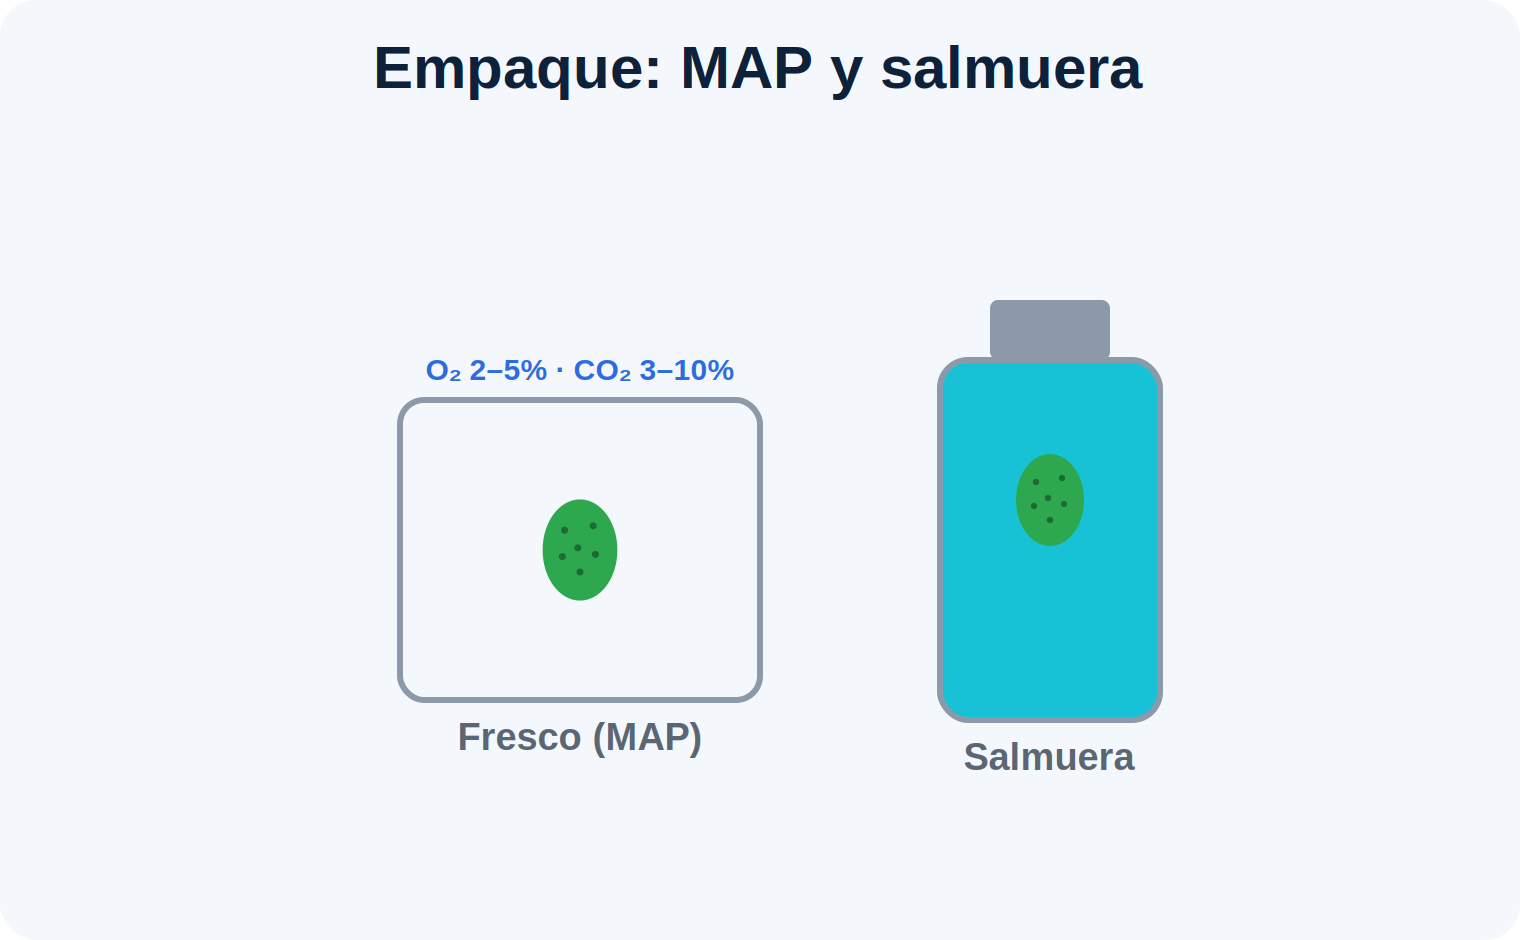 Empaque: MAP y salmuera
O₂ 2–5% · CO₂ 3–10%
Fresco (MAP)
Salmuera